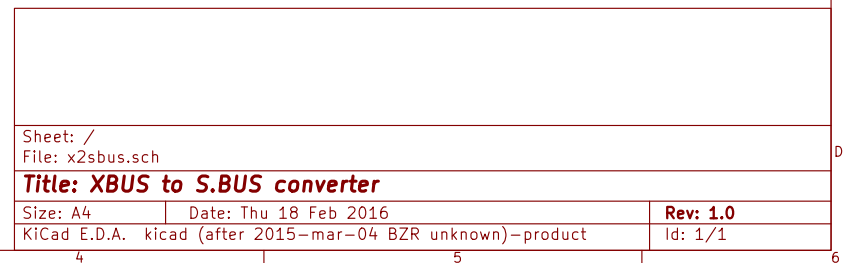 Sheet: /
File: x2sbus.sch
D
Title: XBUS to S.BUS converter
Size: A4 Date: Thu 18 Feb 2016 Rev: 1.0
KiCad E.D.A. kicad (after 2015-mar-04 BZR unknown)-product Id: 1/1
4 5 6